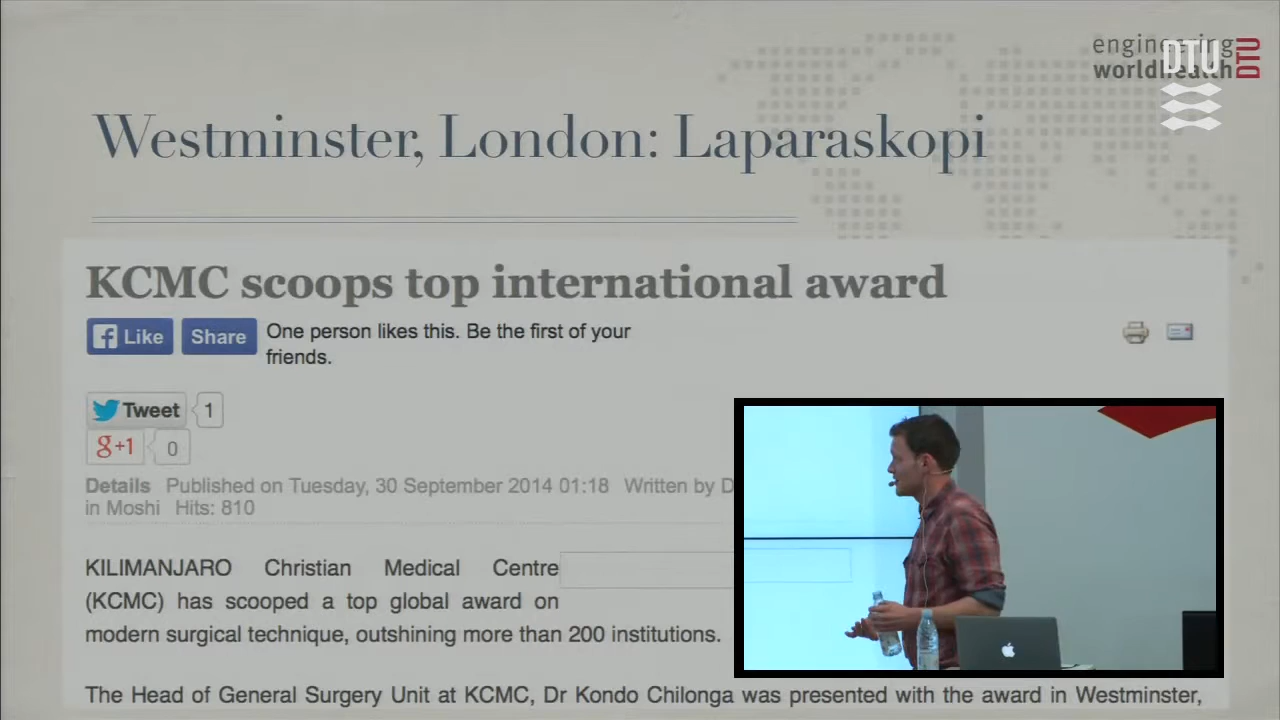 engineering
worldhealth
DTU
DTU
Westminster, London: Laparaskopi
KCMC scoops top international award
Like Share One person likes this. Be the first of your
friends.
Tweet 1
g+1 0
Details Published on Tuesday, 30 September 2014 01:18 Written by D
in Moshi Hits: 810
KILIMANJARO Christian Medical Centre
(KCMC) has scooped a top global award on
modern surgical technique, outshining more than 200 institutions.
The Head of General Surgery Unit at KCMC, Dr Kondo Chilonga was presented with the award in Westminster,